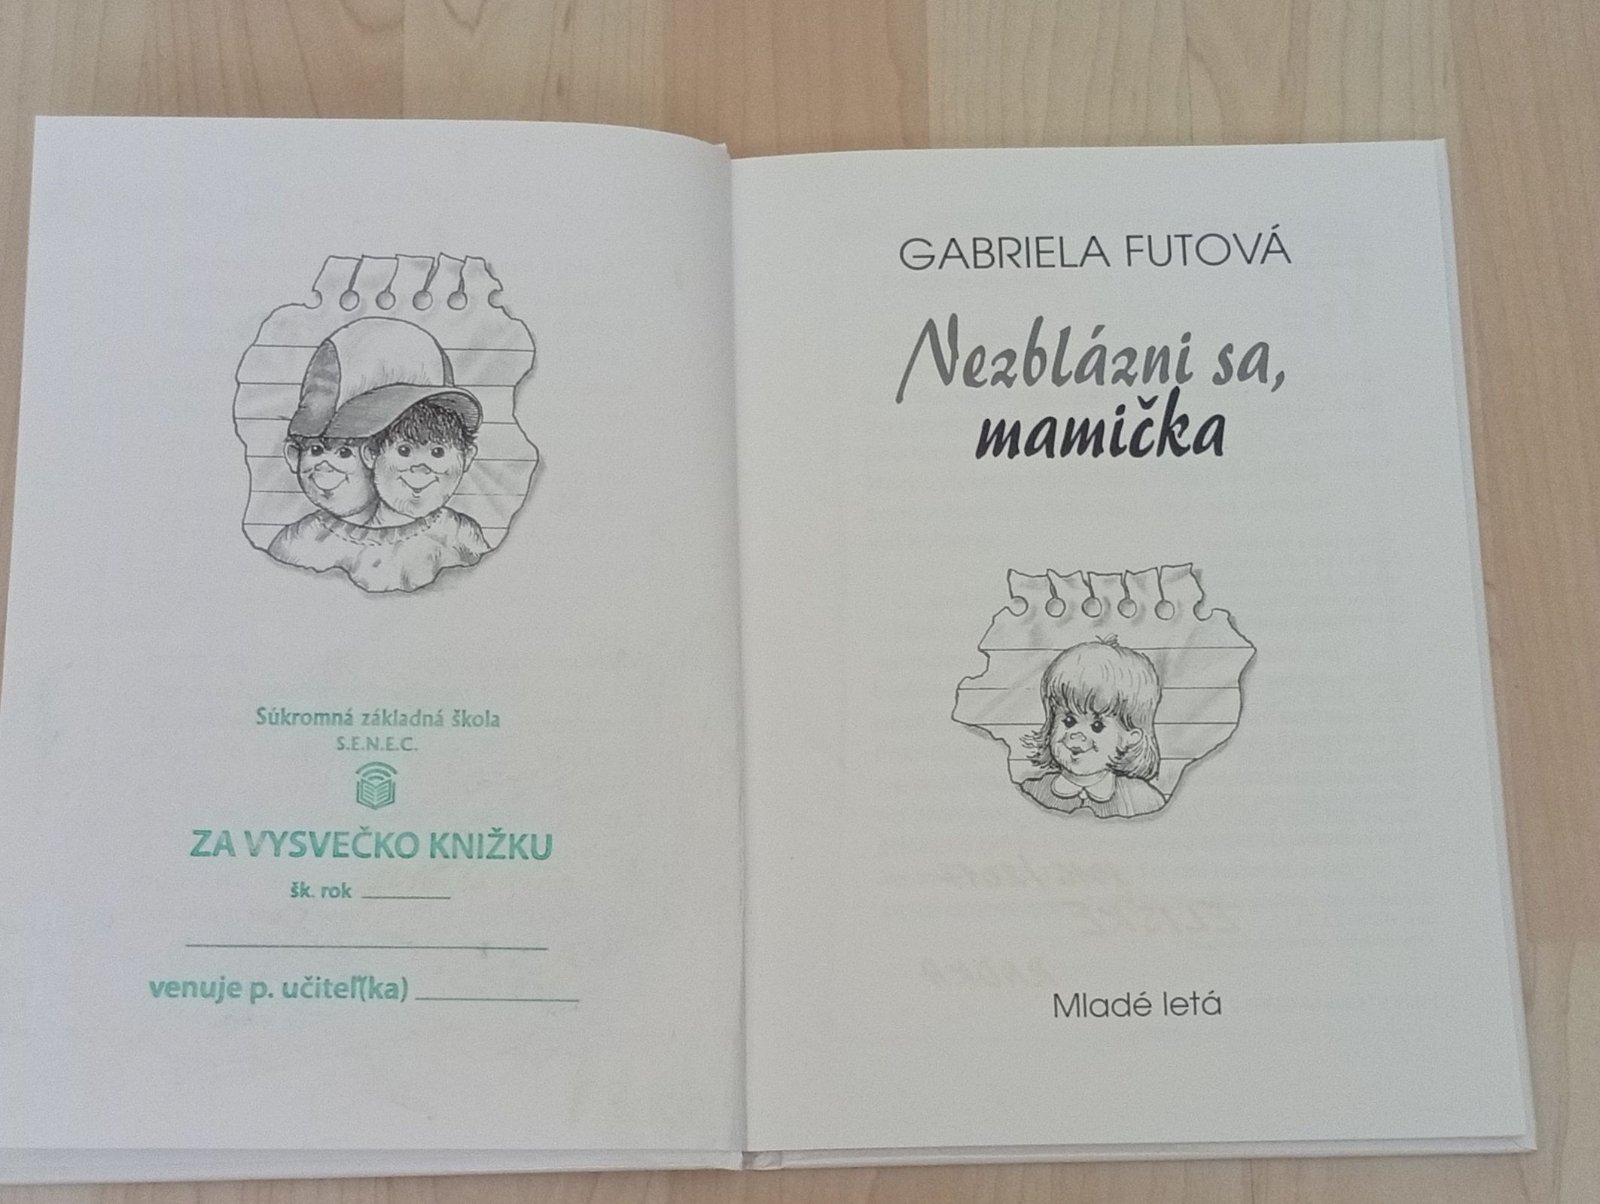 Súkromná základná škola
S.E.N.E.C.
ZA VYSVEČKO KNIŽKU
šk. rok
venuje p. učiteľ(ka)
GABRIELA FUTOVÁ
Nezblázni sa,
mamička
Mladé letá